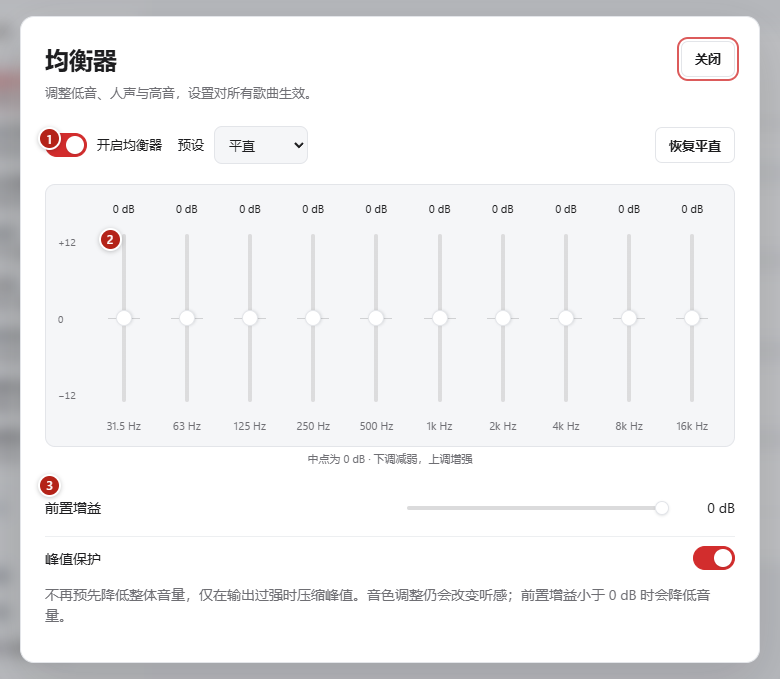 均衡器
关闭
调整低音、人声与高音，设置对所有歌曲生效。
1 开启均衡器 预设 平直 恢复平直
0 dB 0 dB 0 dB 0 dB 0 dB 0 dB 0 dB 0 dB 0 dB 0 dB
2
+12
0
−12
31.5 Hz 63 Hz 125 Hz 250 Hz 500 Hz 1k Hz 2k Hz 4k Hz 8k Hz 16k Hz
中点为 0 dB · 下调减弱，上调增强
3
前置增益 0 dB
峰值保护
不再预先降低整体音量，仅在输出过强时压缩峰值。音色调整仍会改变听感；前置增益小于 0 dB 时会降低音
量。